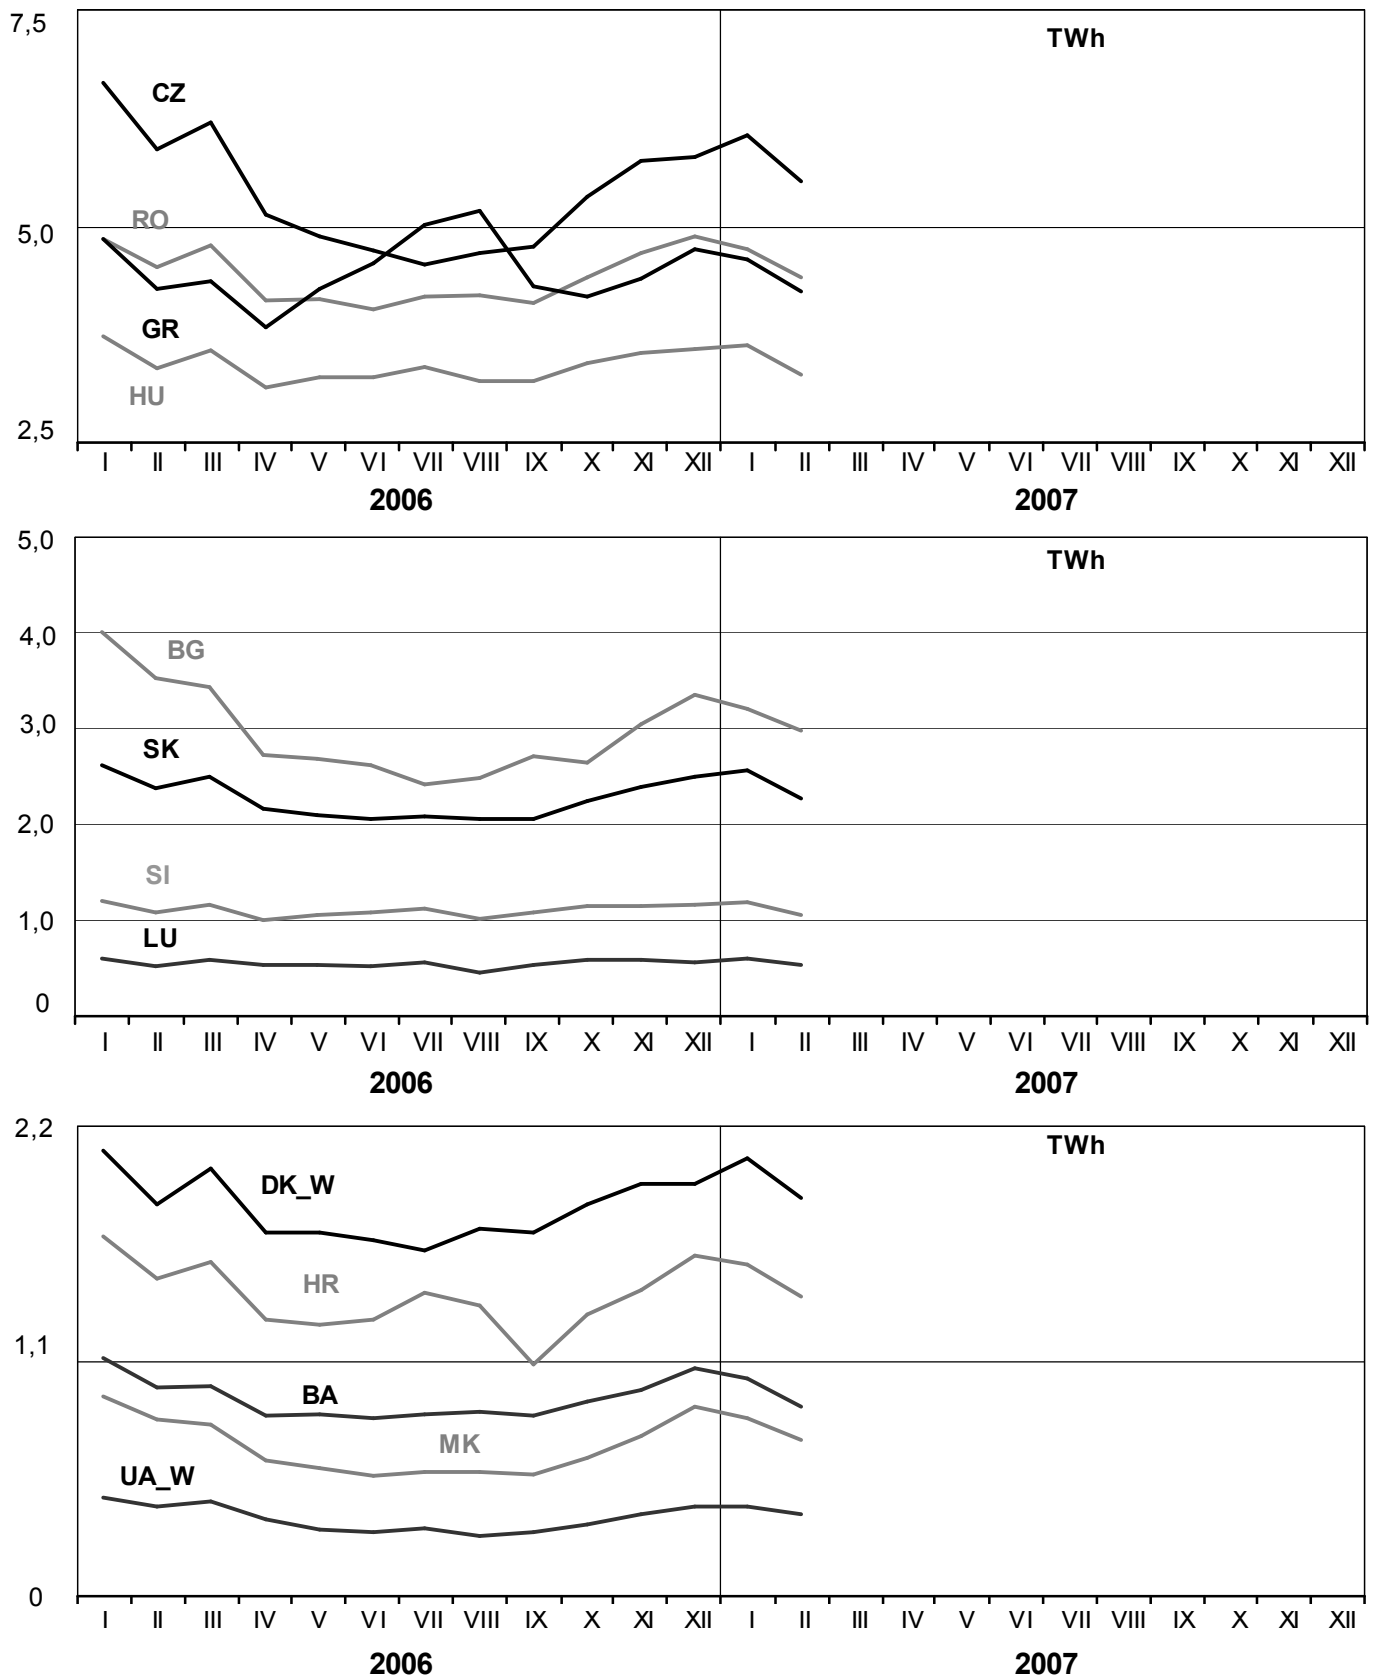 7,5
TWh
CZ
RO
5,0
GR
HU
2,5
I II III IV V VI VII VIII IX X XI XII I II III IV V VI VII VIII IX X XI XII
2006 2007
5,0
TWh
4,0
BG
3,0
SK
2,0
SI
1,0
LU
0
I II III IV V VI VII VIII IX X XI XII I II III IV V VI VII VIII IX X XI XII
2006 2007
2,2
TWh
DK_W
HR
1,1
BA
MK
UA_W
0
I II III IV V VI VII VIII IX X XI XII I II III IV V VI VII VIII IX X XI XII
2006 2007